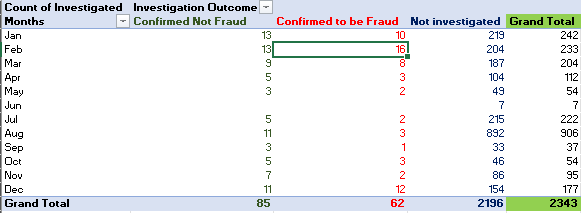 Count of Investigated Investigation Outcome
Months Confirmed Not Fraud Confirmed to be Fraud Not investigated Grand Total
Jan 13 10 219 242
Feb 13 16 204 233
Mar 9 8 187 204
Apr 5 3 104 112
May 3 2 49 54
Jun 7 7
Jul 5 2 215 222
Aug 11 3 892 906
Sep 3 1 33 37
Oct 5 3 46 54
Nov 7 2 86 95
Dec 11 12 154 177
Grand Total 85 62 2196 2343